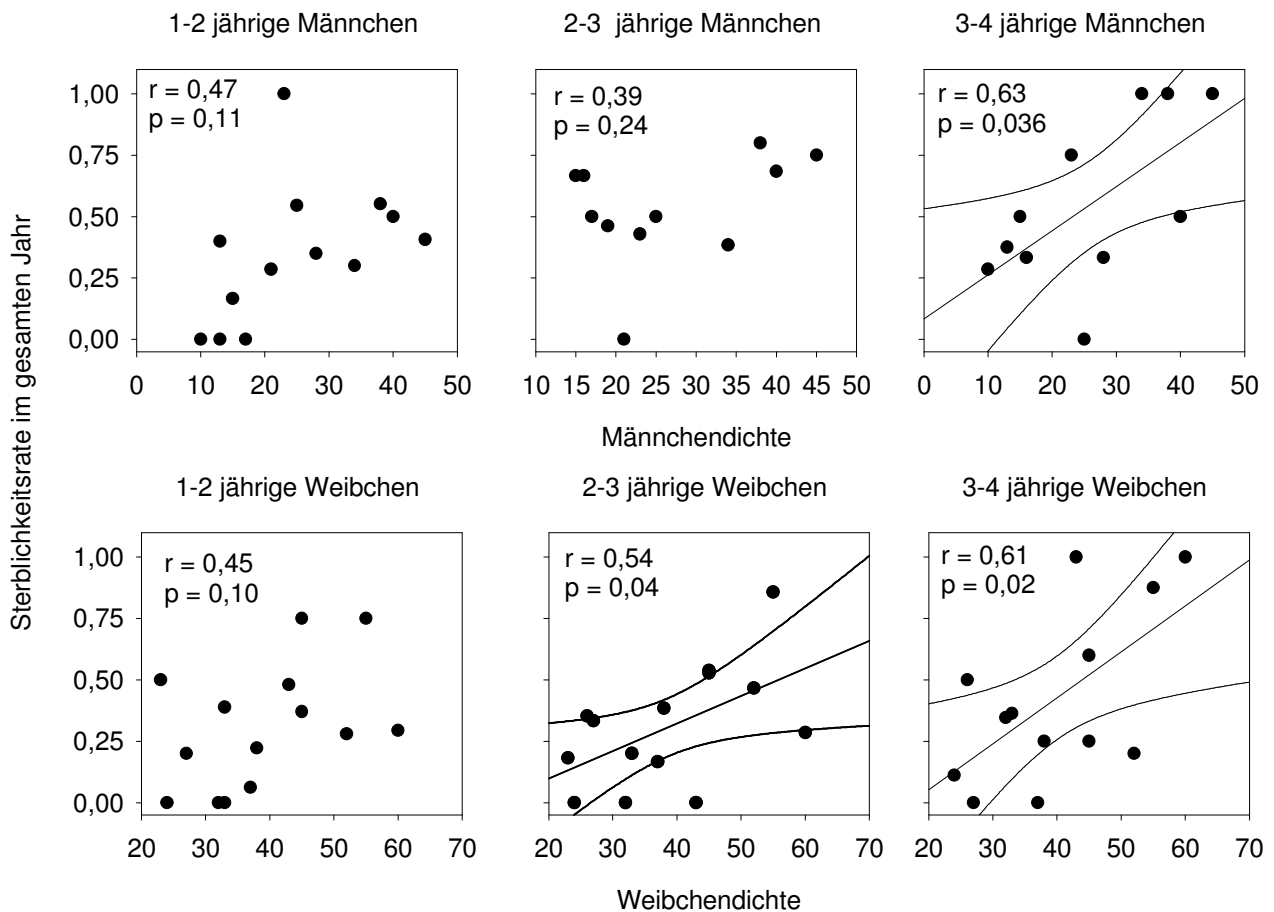 1-2 jährige Männchen
2-3 jährige Männchen
3-4 jährige Männchen
r = 0,47
p = 0,11
r = 0,39
p = 0,24
r = 0,63
p = 0,036
1,00
0,75
0,50
0,25
0,00
0 10 20 30 40 50
10 15 20 25 30 35 40 45 50
0 10 20 30 40 50
Männchendichte
Sterblichkeitsrate im gesamten Jahr
1-2 jährige Weibchen
2-3 jährige Weibchen
3-4 jährige Weibchen
r = 0,45
p = 0,10
r = 0,54
p = 0,04
r = 0,61
p = 0,02
1,00
0,75
0,50
0,25
0,00
20 30 40 50 60 70
20 30 40 50 60 70
20 30 40 50 60 70
Weibchendichte